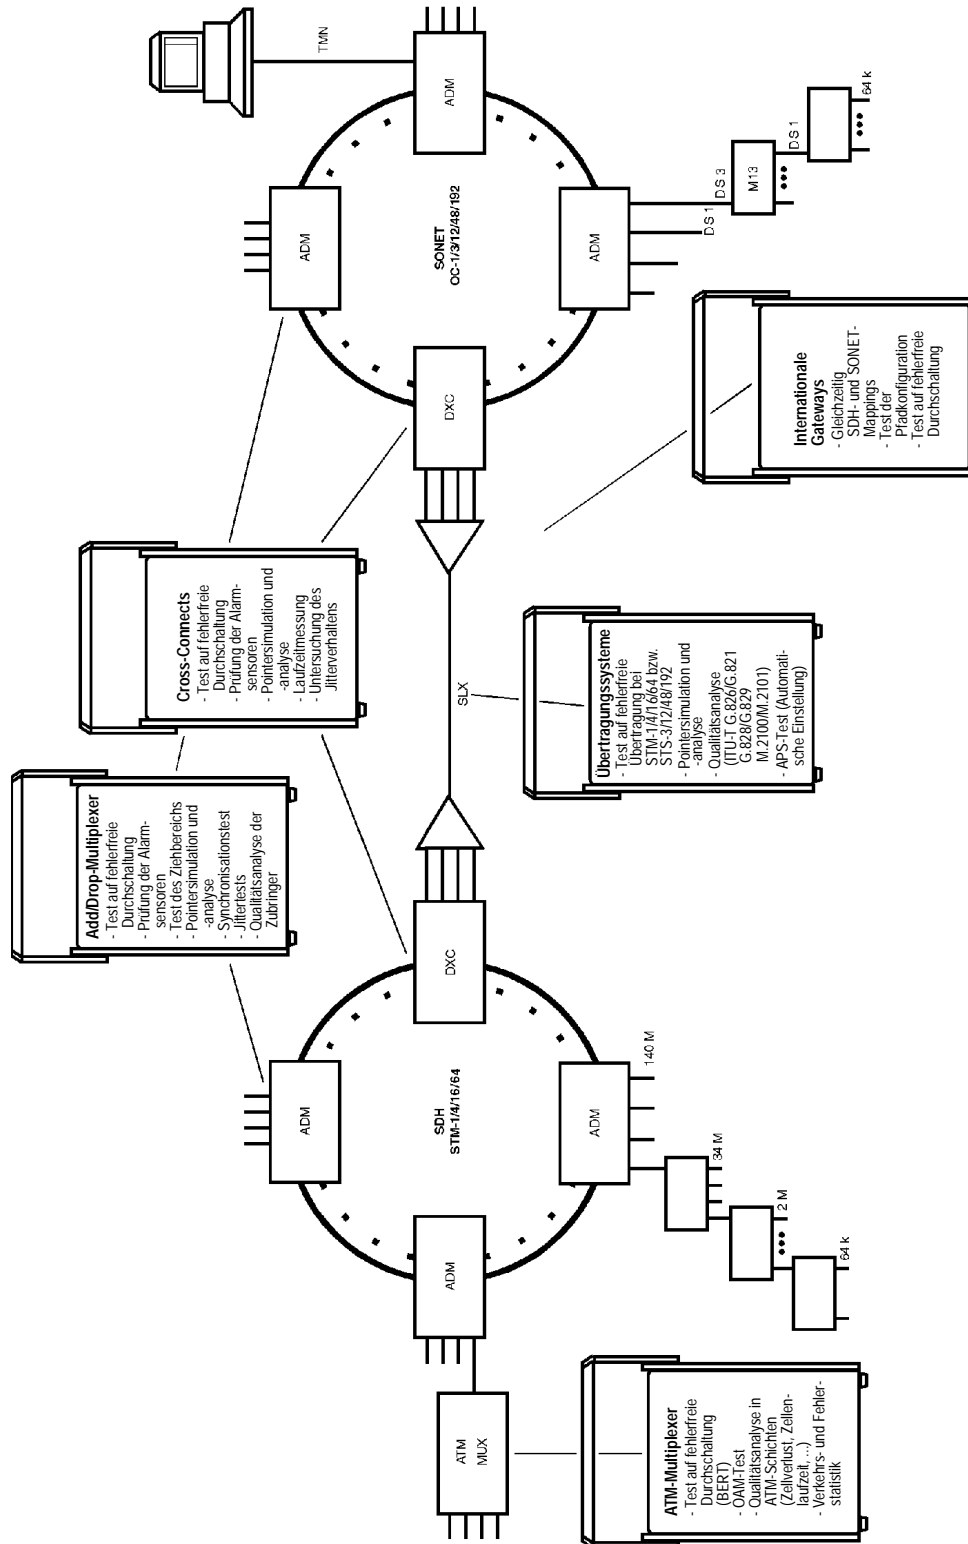 Add/Drop-Multiplexer
- Test auf fehlerfreie
Durchschaltung
- Prüfung der Alarm-
sensoren
- Test des Ziehbereichs
- Pointersimulation und
-analyse
- Synchronisationstest
- Jittertests
- Qualitätsanalyse der
Zubringer
Cross-Connects
- Test auf fehlerfreie
Durchschaltung
- Prüfung der Alarm-
sensoren
- Pointersimulation und
-analyse
- Laufzeitmessung
- Untersuchung des
Jitterverhaltens
TMN
ADM
ADM
ADM
SDH
STM-1/4/16/64
DXC
ADM
140 M
34 M
2 M
64 k
ATM
MUX
SLX
DXC
ADM
SONET
OC-1/3/12/48/192
ADM
ADM
DS1
DS 3
M13
DS 1
64 k
ATM-Multiplexer
- Test auf fehlerfreie
Durchschaltung
(BERT)
- OAM-Test
- Qualitätsanalyse in
ATM-Schichten
(Zellverlust, Zellen-
laufzeit, ...)
- Verkehrs- und Fehler-
statistik
Übertragungssysteme
- Test auf fehlerfreie
Übertragung bei
STM-1/4/16/64 bzw.
STS-3/12/48/192
- Pointersimulation und
-analyse
- Qualitätsanalyse
(ITU-T G.826/G.821
G.828/G.829
M.2100/M.2101)
- APS-Test (Automati-
sche Einstellung)
Internationale
Gateways
- Gleichzeitig
SDH- und SONET-
Mappings
- Test der
Pfadkonfiguration
- Test auf fehlerfreie
Durchschaltung